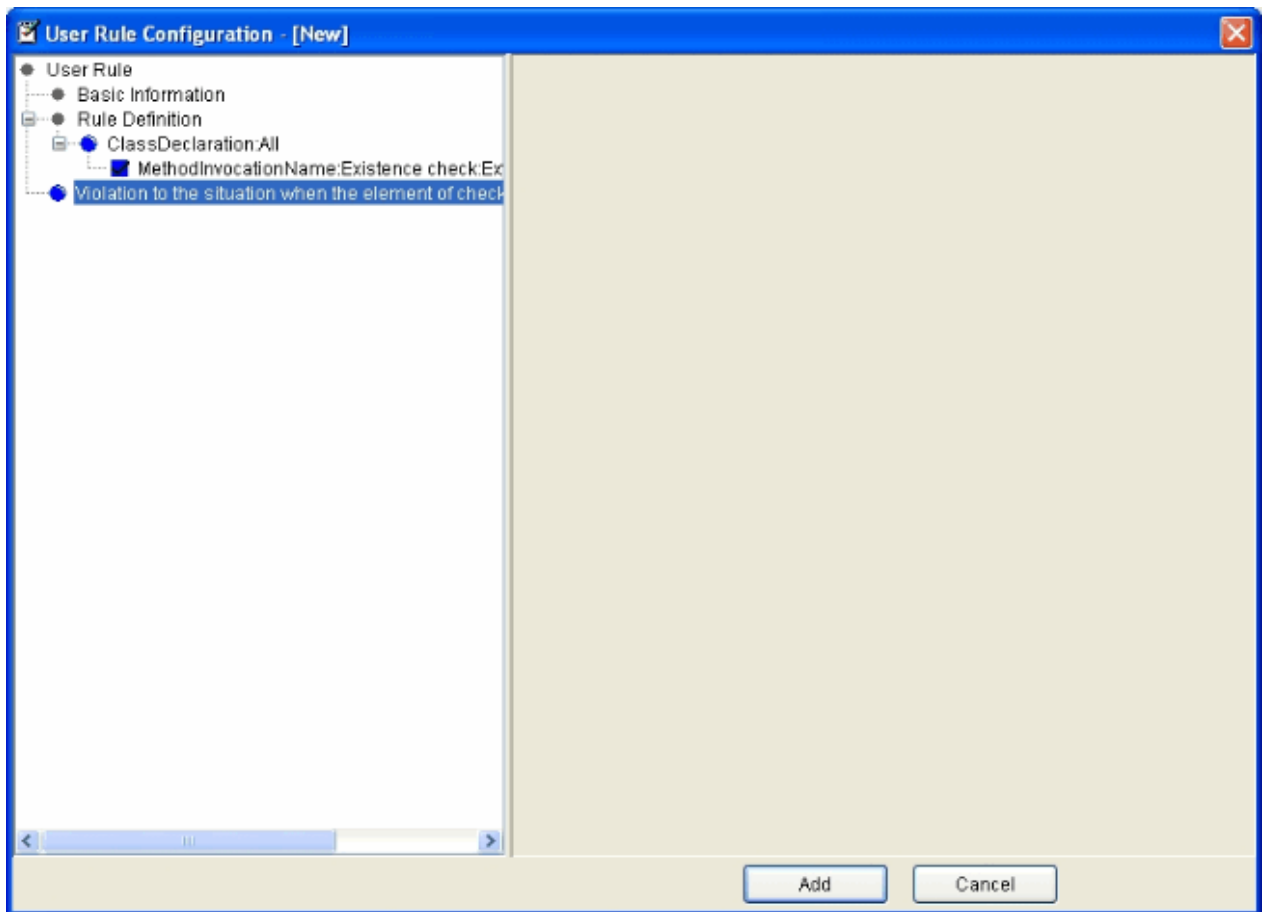 User Rule Configuration - [New]
User Rule
Basic Information
Rule Definition
ClassDeclaration:All
MethodInvocationName:Existence check:Ex
Violation to the situation when the element of check
Add
Cancel